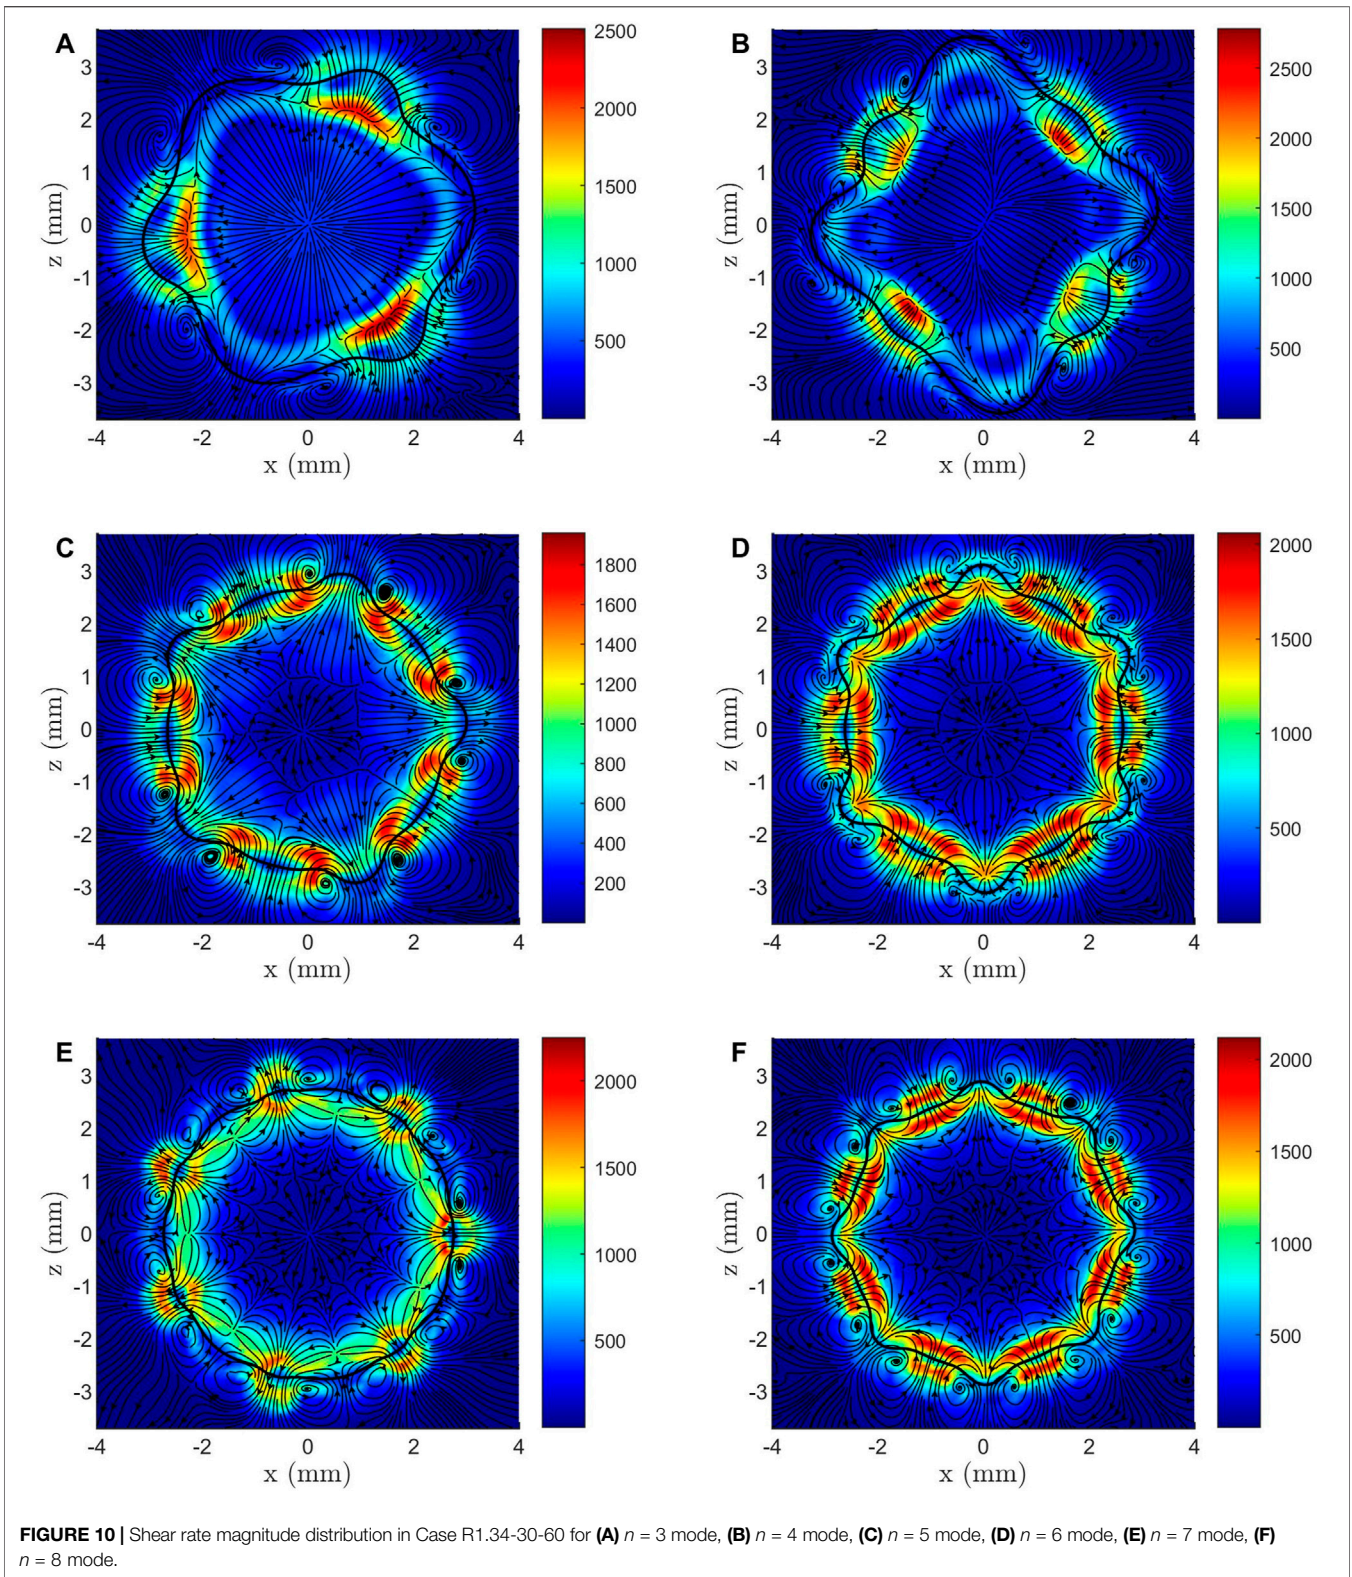 A
3
2
1
0
-1
-2
-3
z (mm)
-4 -2 0 2 4
x (mm)
2500
2000
1500
1000
500
B
3
2
1
0
-1
-2
-3
z (mm)
-4 -2 0 2 4
x (mm)
2500
2000
1500
1000
500
C
3
2
1
0
-1
-2
-3
z (mm)
-4 -2 0 2 4
x (mm)
1800
1600
1400
1200
1000
800
600
400
200
D
3
2
1
0
-1
-2
-3
z (mm)
-4 -2 0 2 4
x (mm)
2000
1500
1000
500
E
3
2
1
0
-1
-2
-3
z (mm)
-4 -2 0 2 4
x (mm)
2000
1500
1000
500
F
3
2
1
0
-1
-2
-3
z (mm)
-4 -2 0 2 4
x (mm)
2000
1500
1000
500
FIGURE 10 | Shear rate magnitude distribution in Case R1.34-30-60 for (A) n = 3 mode, (B) n = 4 mode, (C) n = 5 mode, (D) n = 6 mode, (E) n = 7 mode, (F)
n = 8 mode.